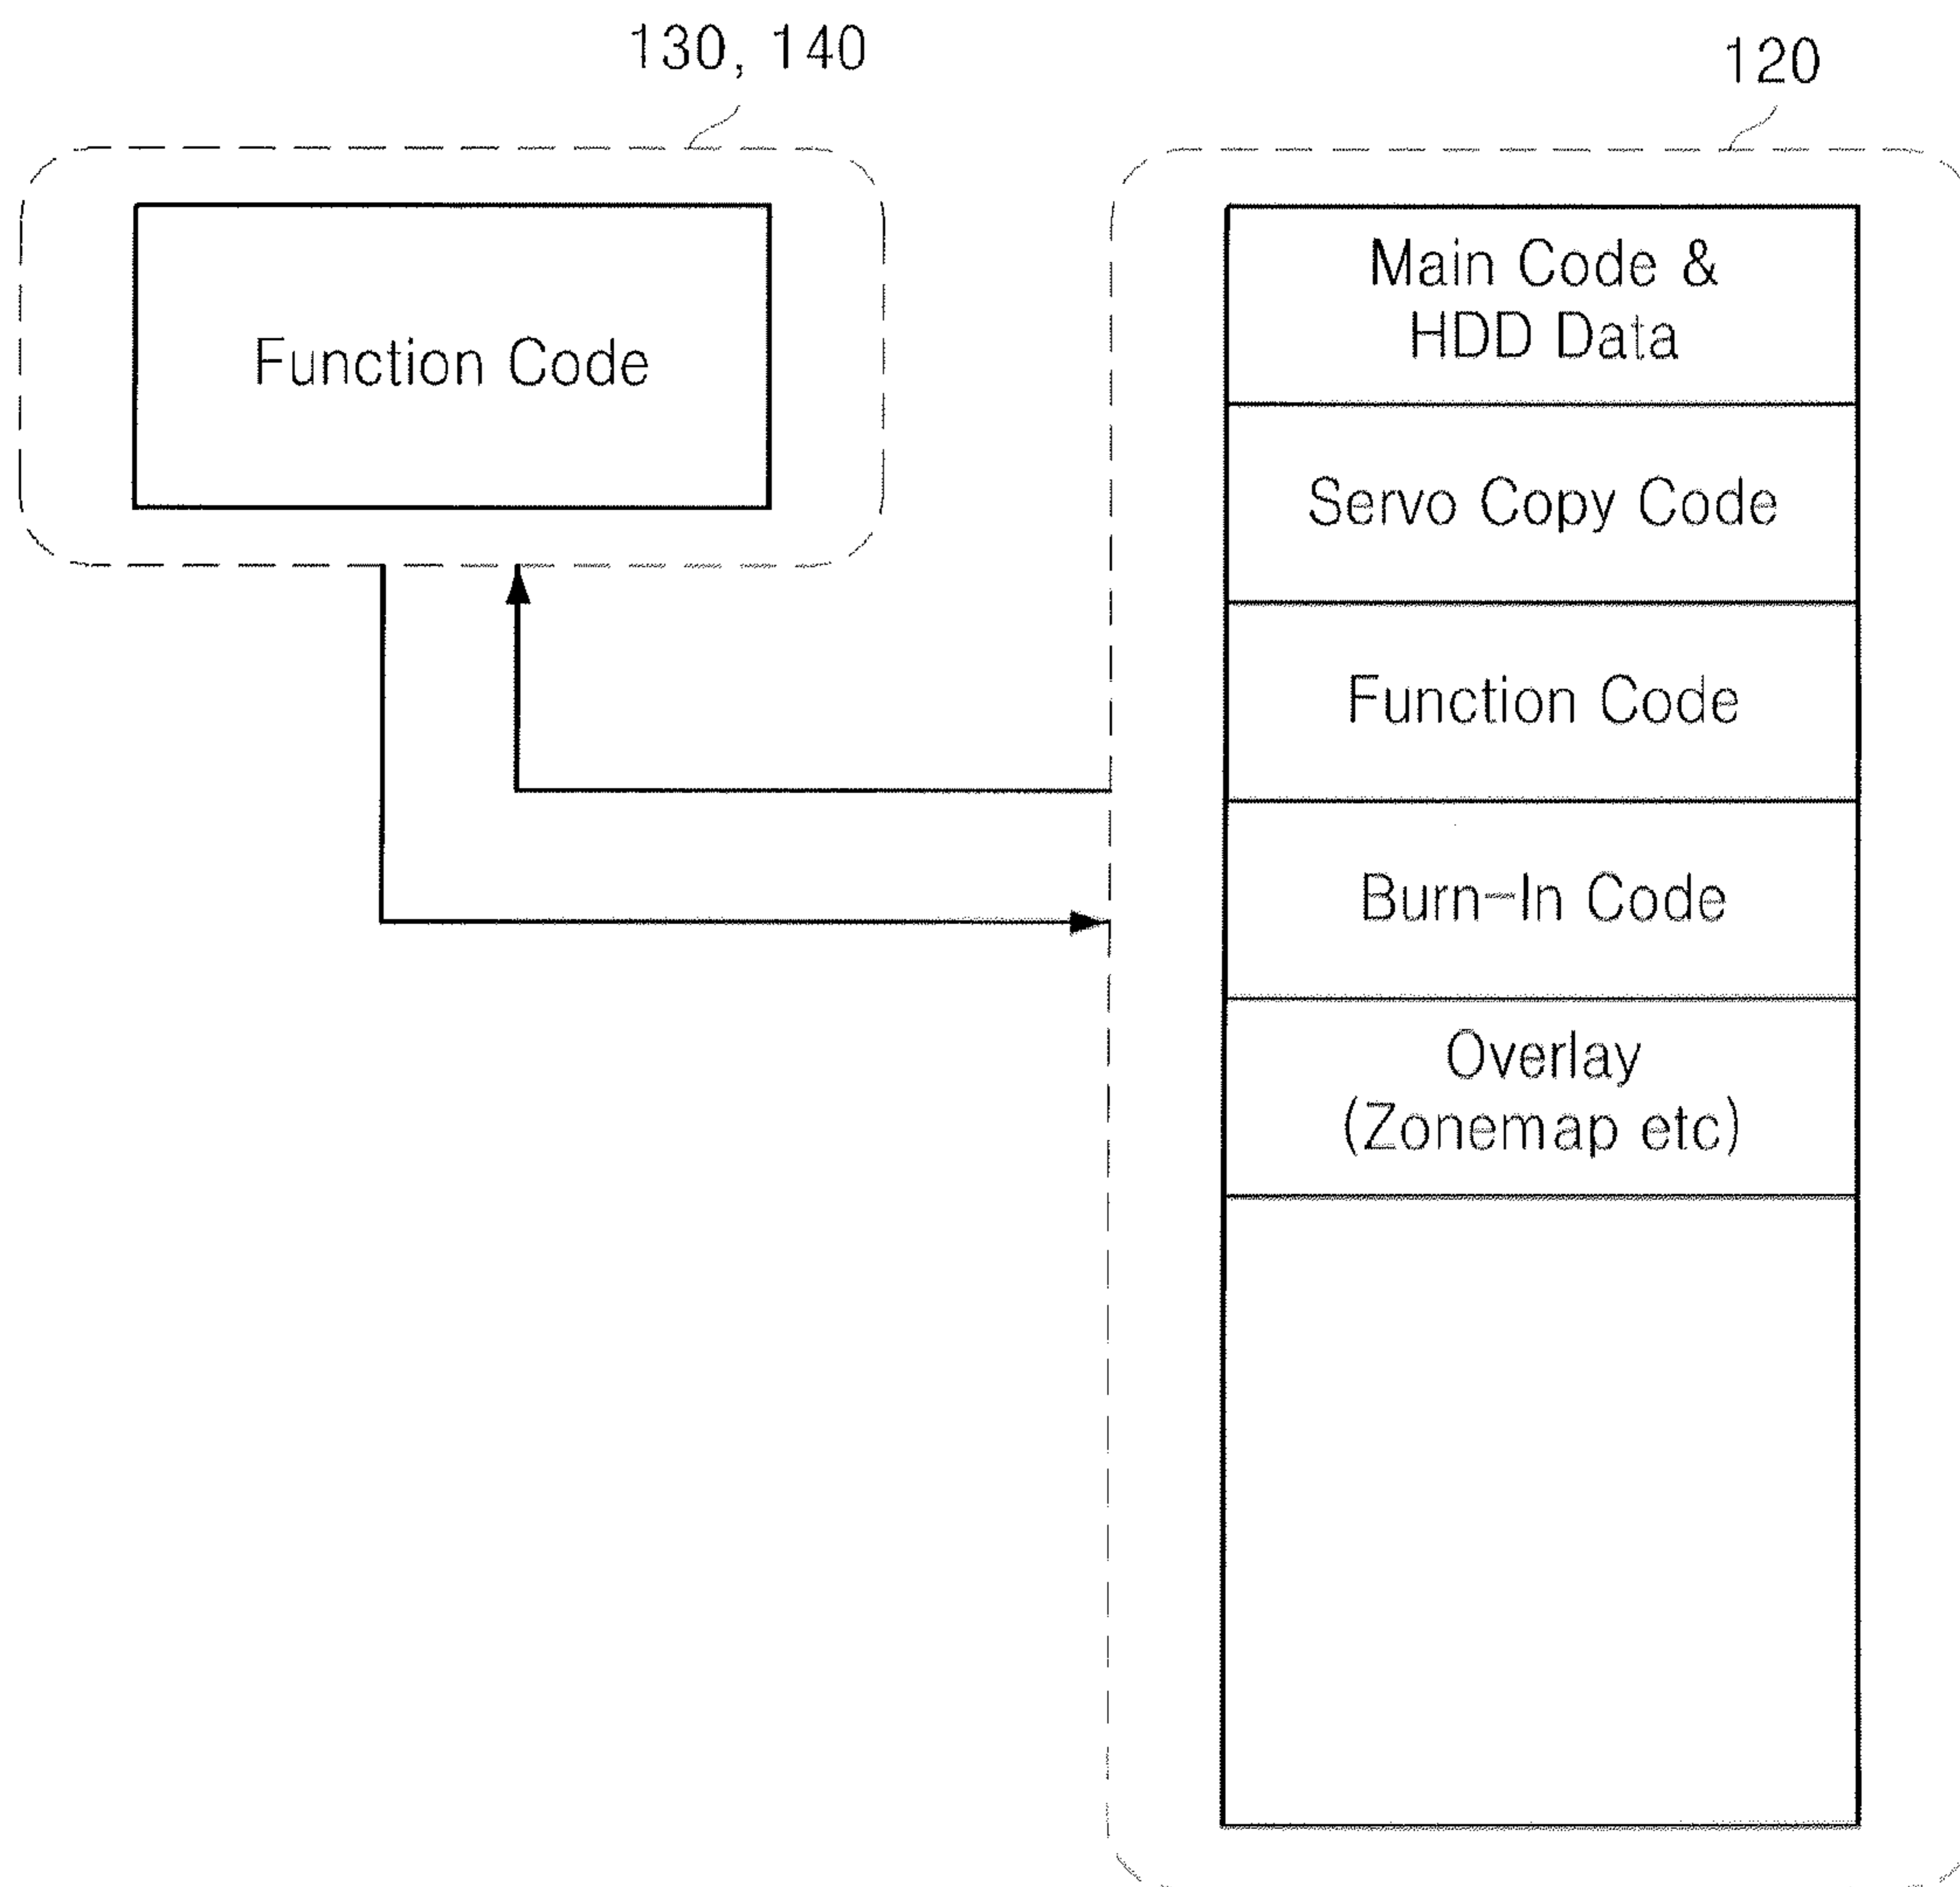 130, 140
120
Function Code
Main Code &
HDD Data
Servo Copy Code
Function Code
Burn-In Code
Overlay
(Zonemap etc)